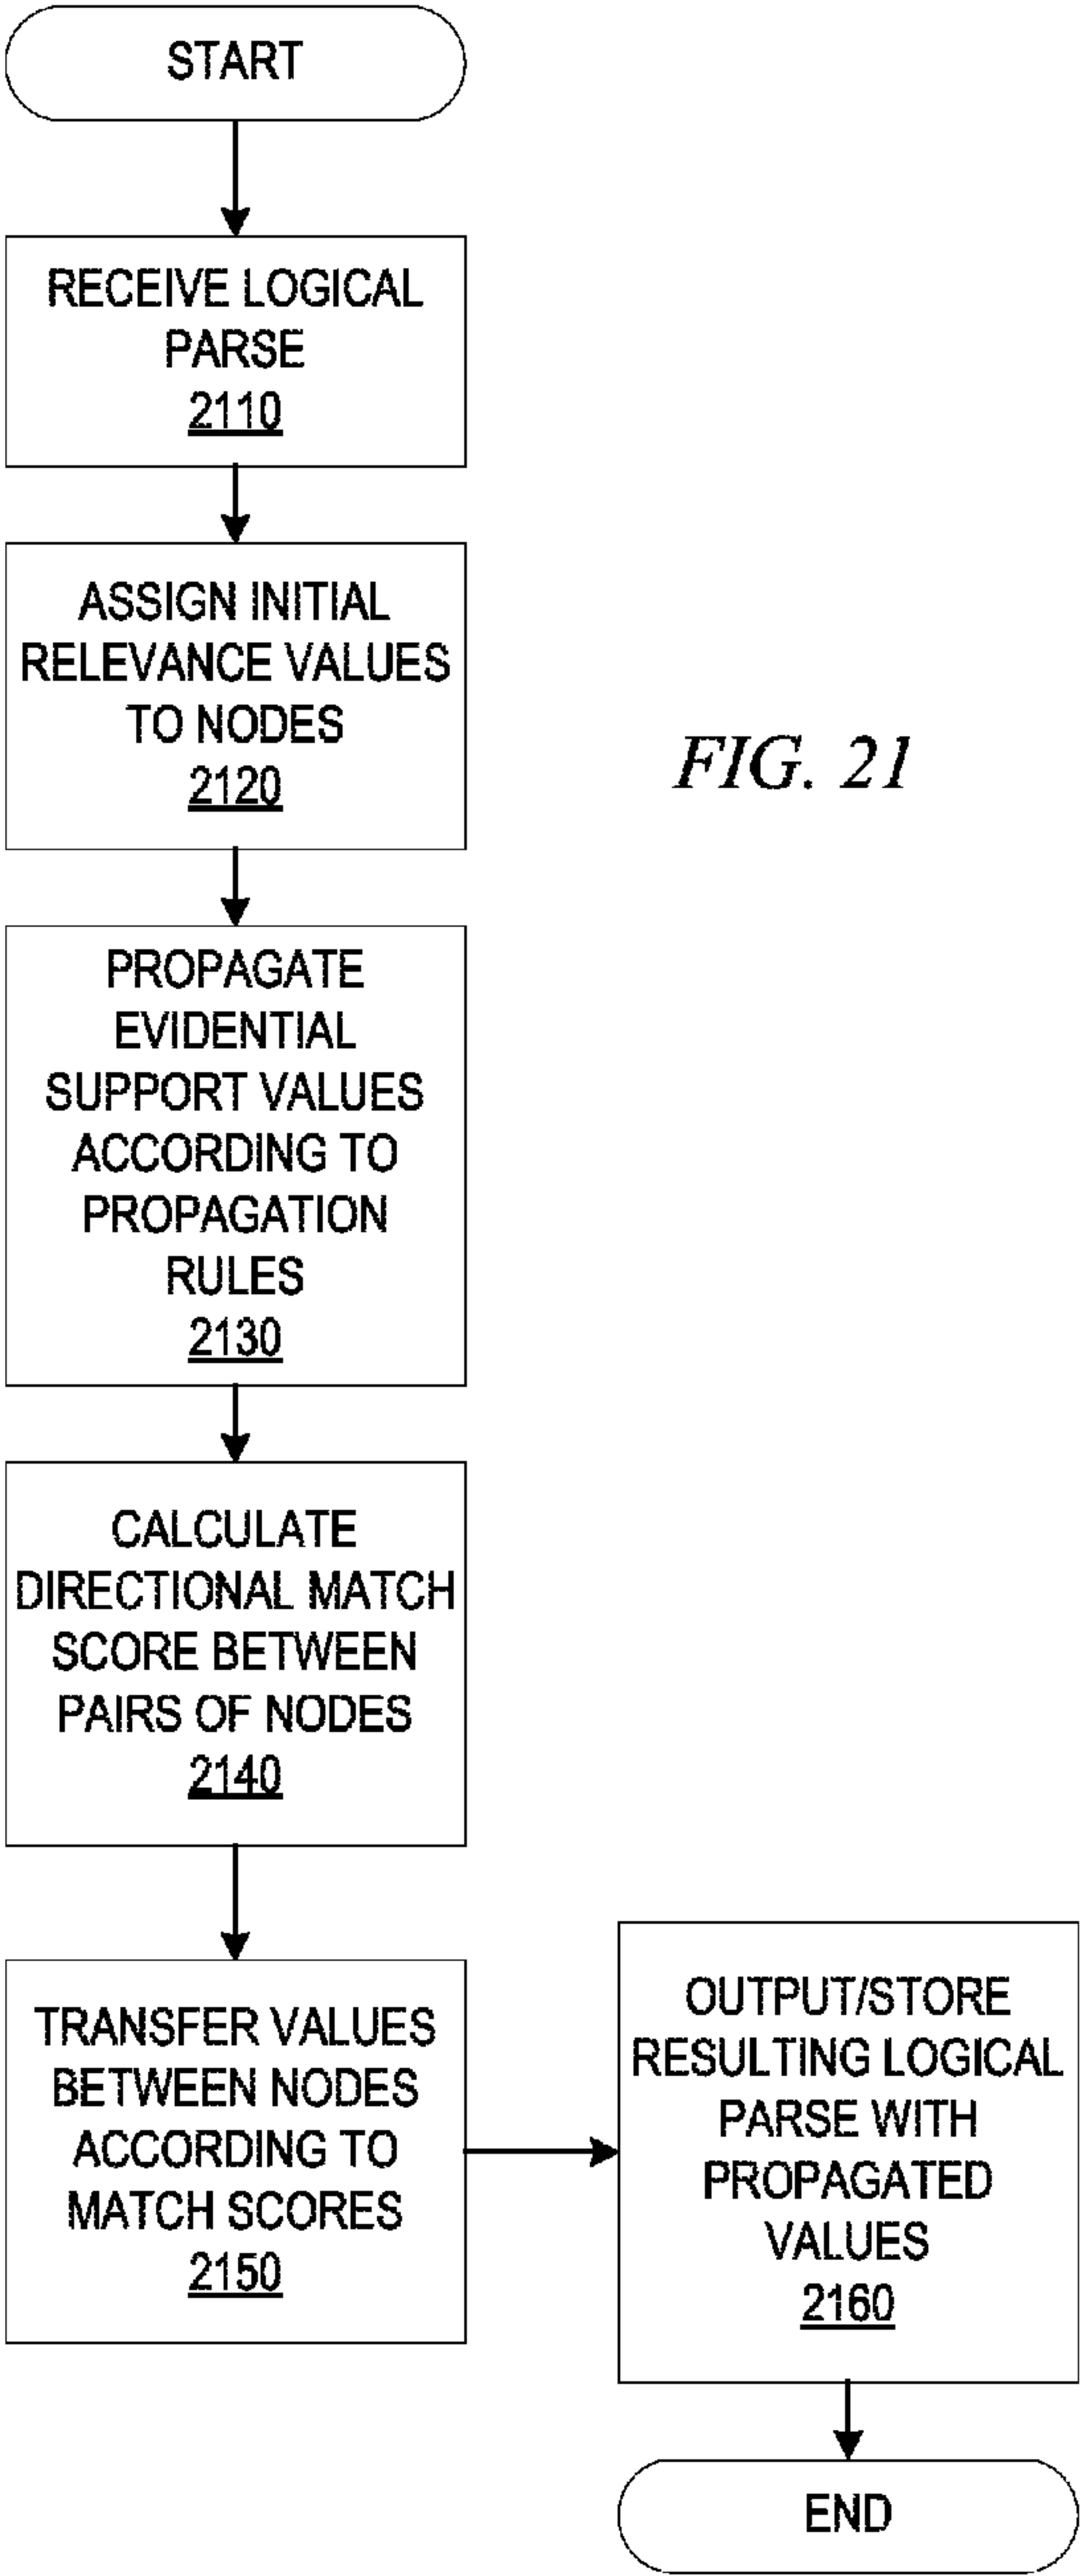 START
RECEIVE LOGICAL
PARSE
2110
ASSIGN INITIAL
RELEVANCE VALUES
TO NODES
2120
FIG. 21
PROPAGATE
EVIDENTIAL
SUPPORT VALUES
ACCORDING TO
PROPAGATION
RULES
2130
CALCULATE
DIRECTIONAL MATCH
SCORE BETWEEN
PAIRS OF NODES
2140
TRANSFER VALUES
BETWEEN NODES
ACCORDING TO
MATCH SCORES
2150
OUTPUT/STORE
RESULTING LOGICAL
PARSE WITH
PROPAGATED
VALUES
2160
END